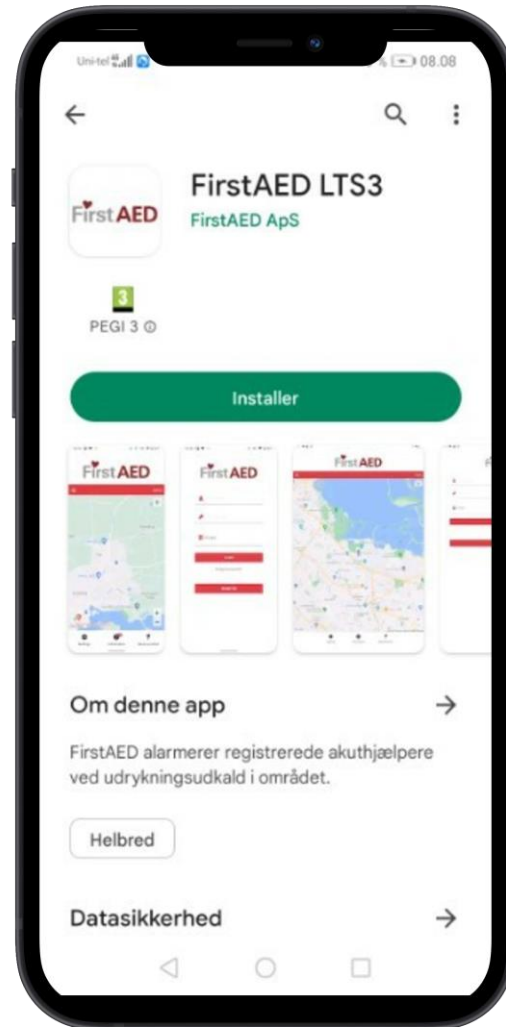 Uni-tel
08.08
FirstAED LTS3
First AED
FirstAED ApS
3
PEGI 3
Installer
First AED
First AED
First AED
Om denne app
FirstAED alarmerer registrerede akuthjælpere
ved udrykningsudkald i området.
Helbred
Datasikkerhed